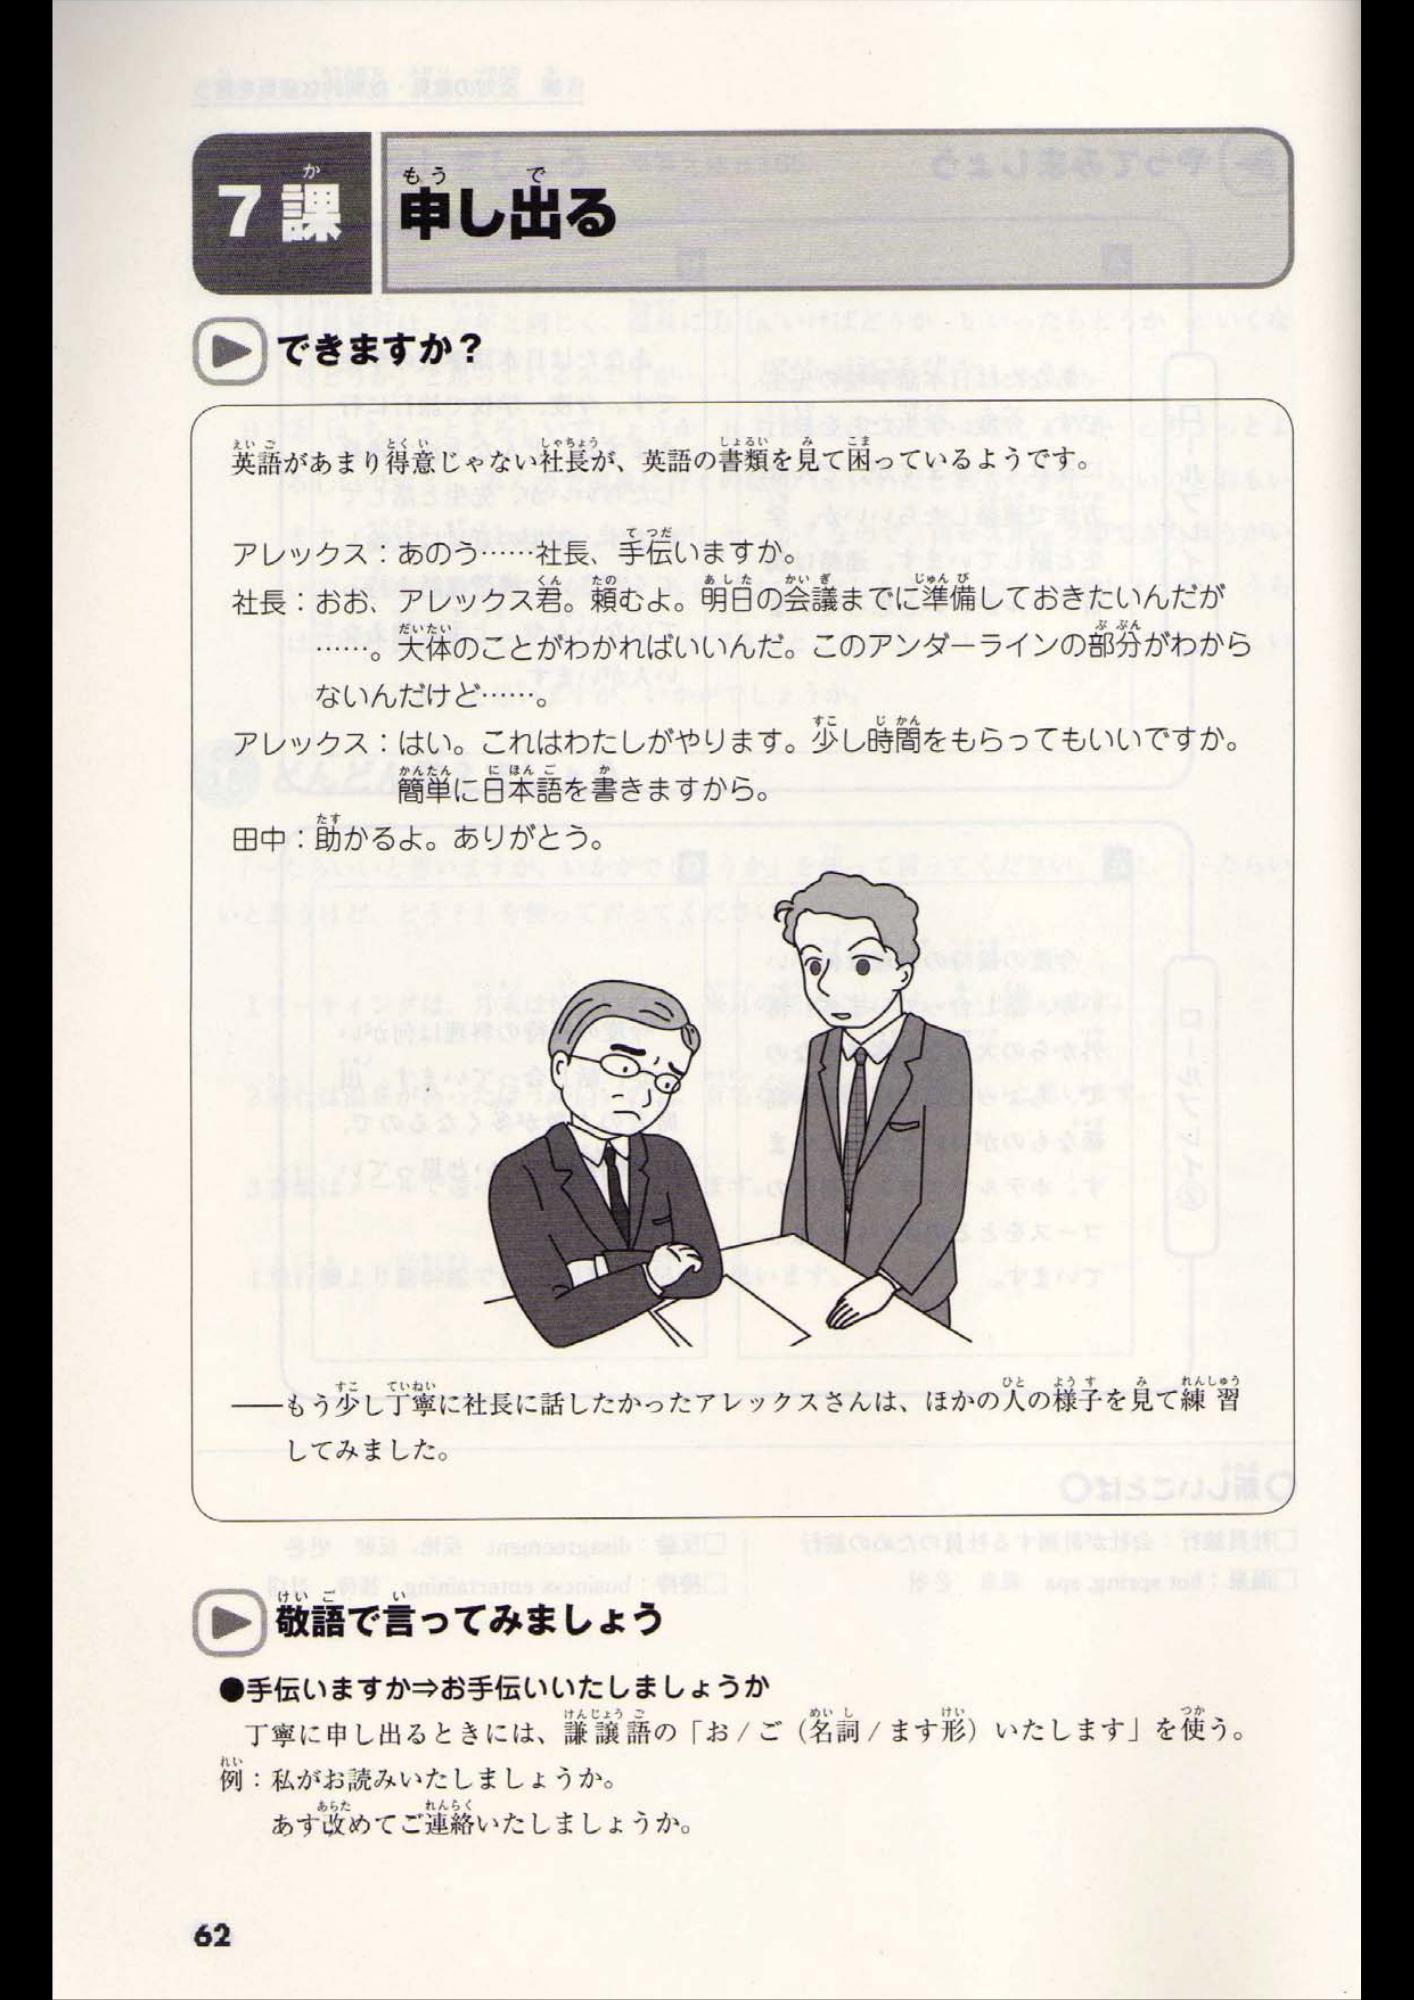 7課 申し出る
できますか？
英語があまり得意じゃない社長が、英語の書類を見て困っているようです。
アレックス：あのう……社長、手伝いますか。
社長：おお、アレックス君。頼むよ。明日の会議までに準備しておきたいんだが
……。大体のことがわかればいいんだ。このアンダーラインの部分がわから
ないんだけど……。
アレックス：はい。これはわたしがやります。少し時間をもらってもいいですか。
簡単に日本語を書きますから。
田中：助かるよ。ありがとう。
――もう少し丁寧に社長に話したかったアレックスさんは、ほかの人の様子を見て練習
してみました。
敬語で言ってみましょう
●手伝いますか⇒お手伝いいたしましょうか
丁寧に申し出るときには、謙譲語の「お/ご（名詞/ます形）いたします」を使う。
例：私がお読みいたしましょうか。
あす改めてご連絡いたしましょうか。
62